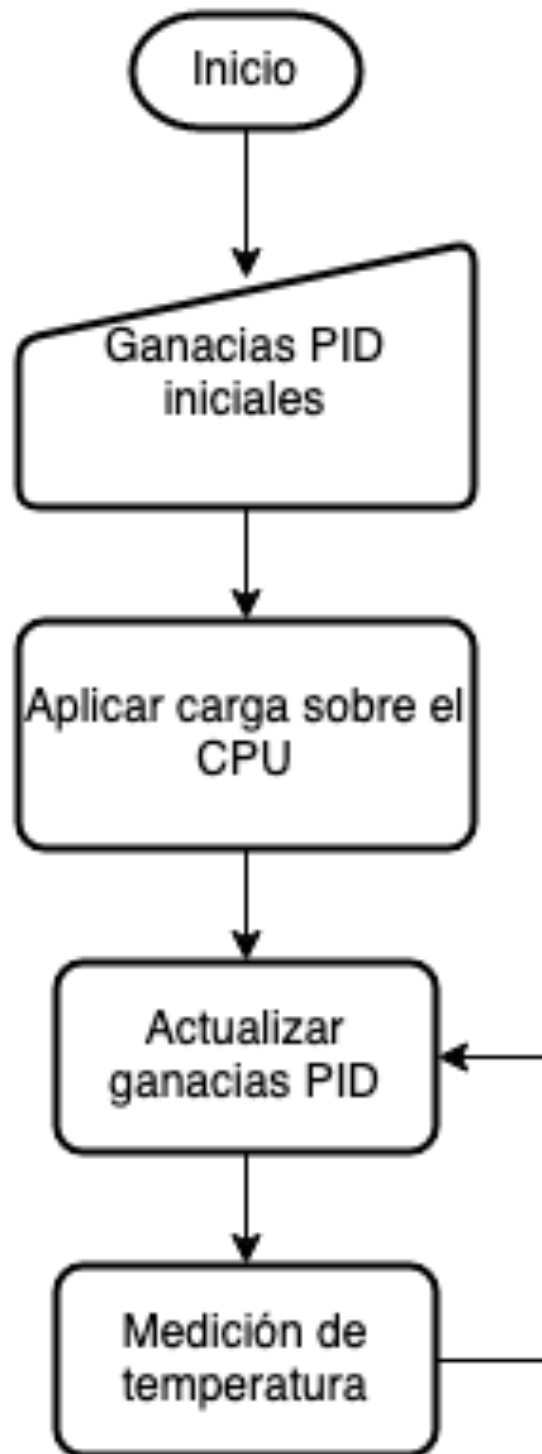 Inicio
Ganacias PID
iniciales
Aplicar carga sobre el
CPU
Actualizar
ganacias PID
Medición de
temperatura